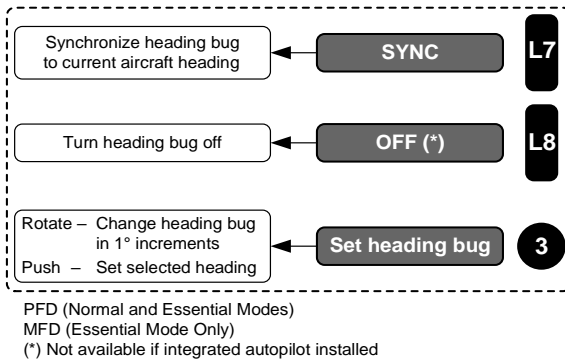 Synchronize heading bug
to current aircraft heading
SYNC
L7
Turn heading bug off
OFF (*)
L8
Rotate – Change heading bug
in 1° increments
Push – Set selected heading
Set heading bug
3
PFD (Normal and Essential Modes)
MFD (Essential Mode Only)
(*) Not available if integrated autopilot installed